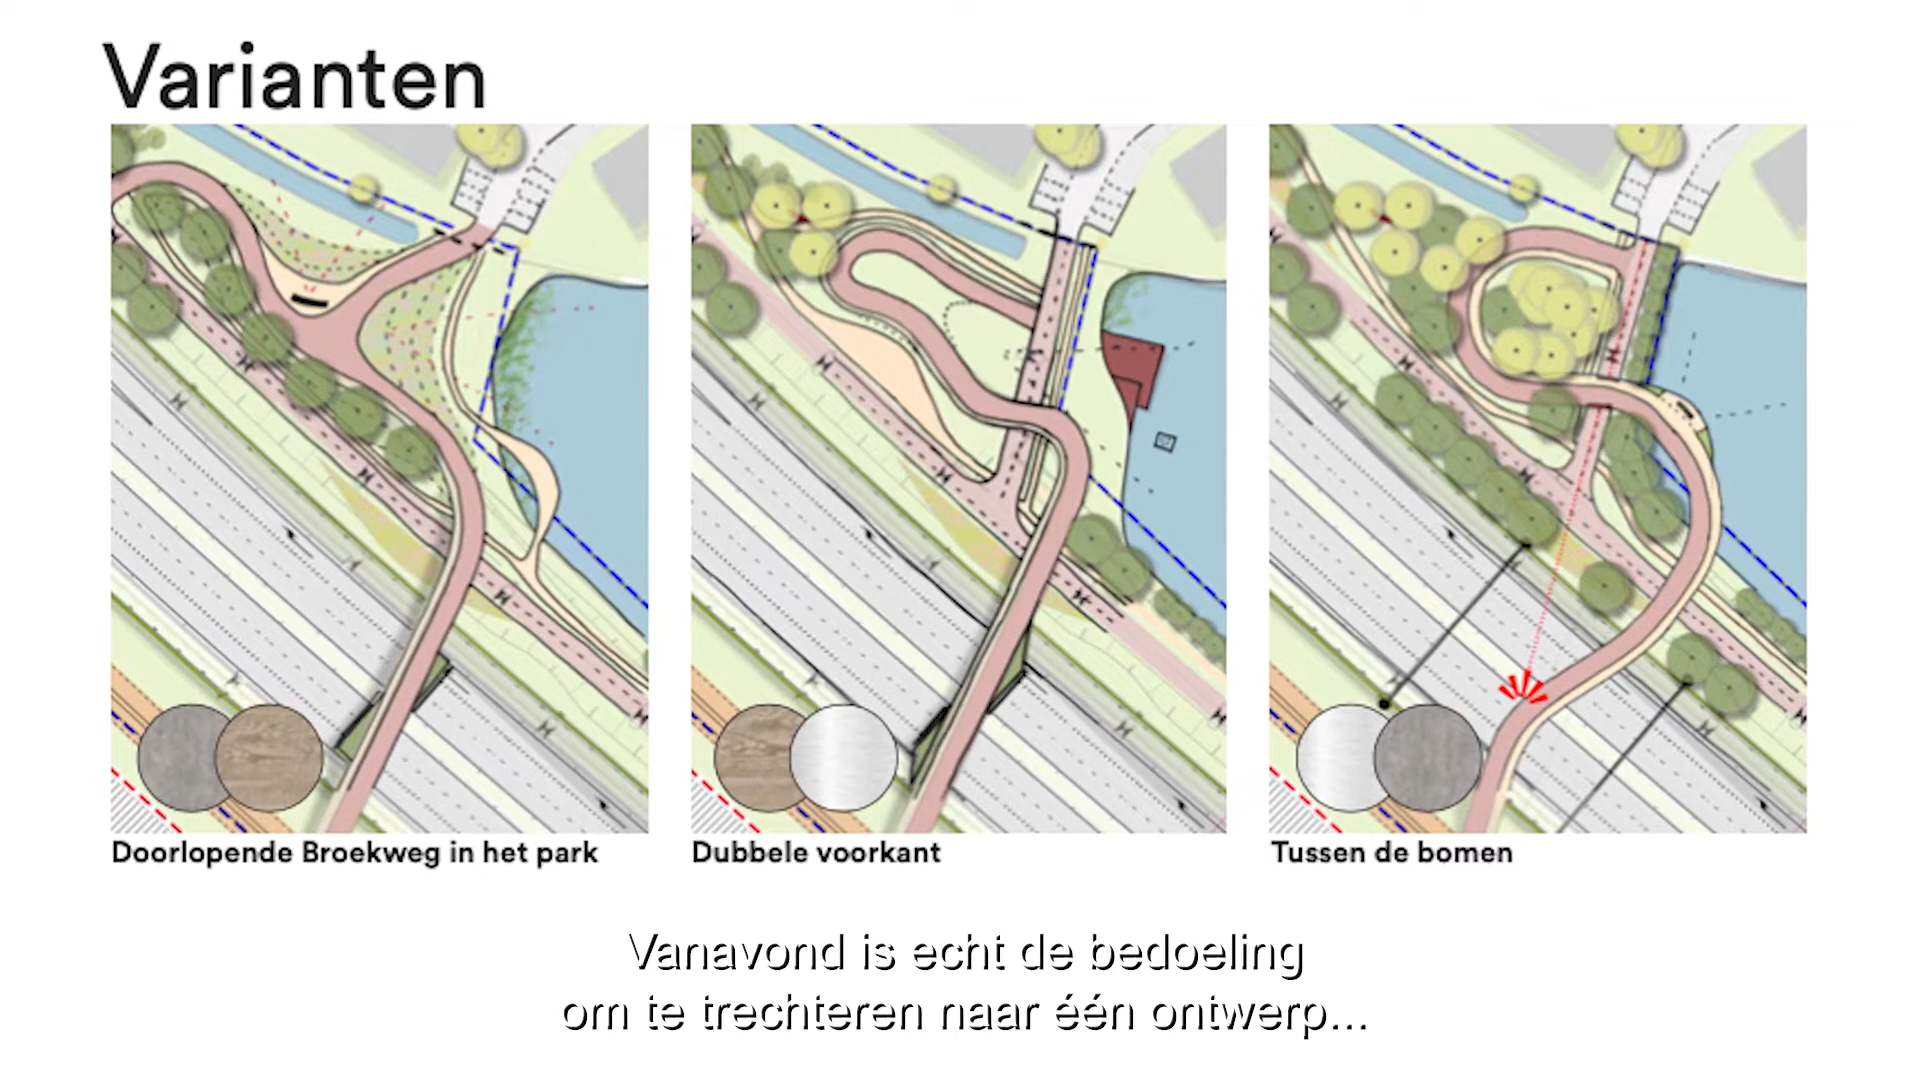 Varianten
Doorlopende Broekweg in het park
Dubbele voorkant
Tussen de bomen
Vanavond is echt de bedoeling
om te trechteren naar één ontwerp...